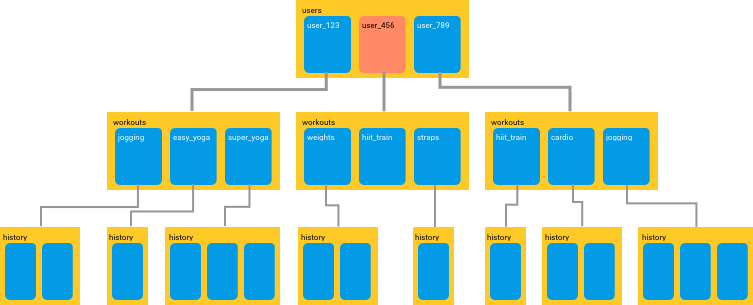 users
user_123
user_456
user_789
workouts
jogging
easy_yoga
super_yoga
workouts
weights
hiit_train
straps
workouts
hiit_train
cardio
jogging
history
history
history
history
history
history
history
history